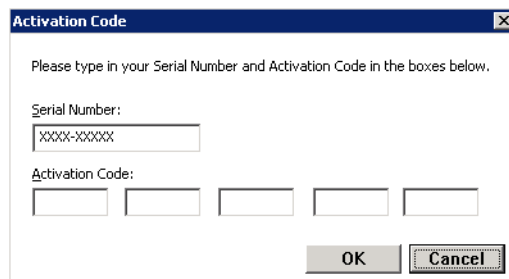 Activation Code
Please type in your Serial Number and Activation Code in the boxes below.
Serial Number:
XXXX-XXXXX
Activation Code:
OK Cancel